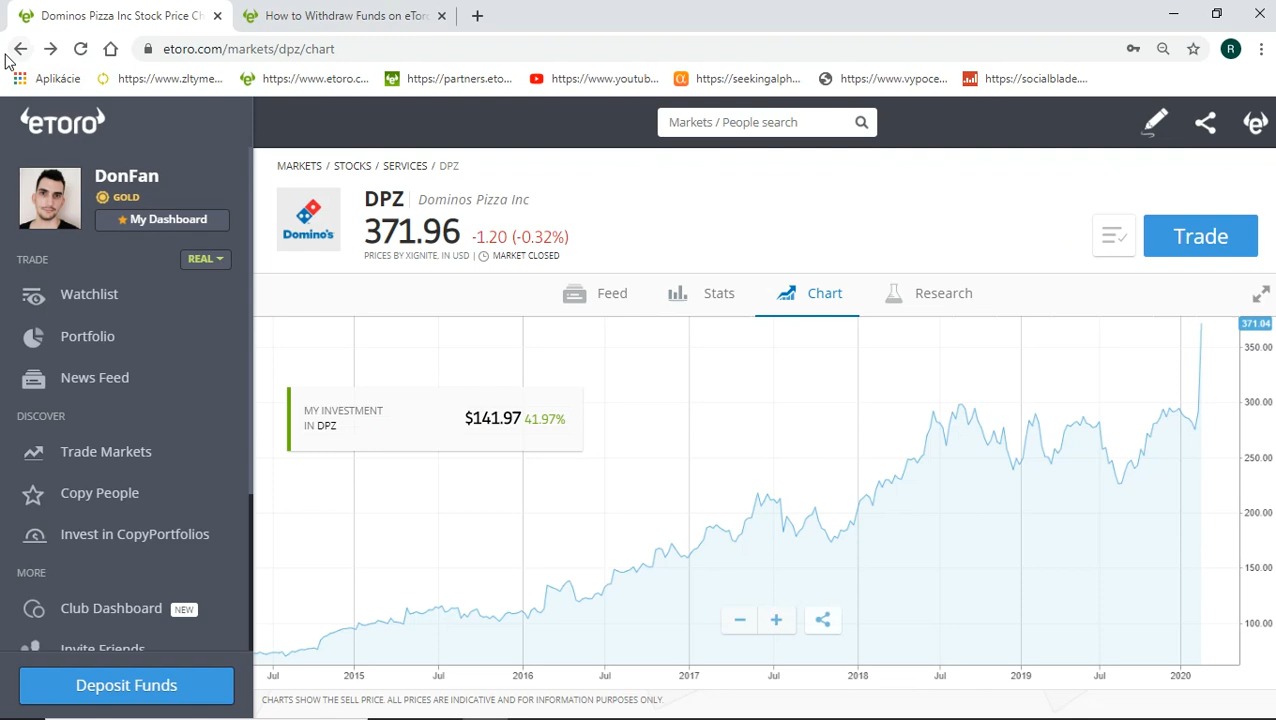 Dominos Pizza Inc Stock Price Ch
How to Withdraw Funds on eToro
etoro.com/markets/dpz/chart
R
Aplikácie
https://www.zltyme...
https://www.etoro.c...
https://partners.eto...
https://www.youtub...
https://seekingalph...
https://www.vypoce...
https://socialblade....
etoro
Markets / People search
DonFan
GOLD
My Dashboard
TRADE
REAL
Watchlist
Portfolio
News Feed
DISCOVER
Trade Markets
Copy People
Invest in CopyPortfolios
MORE
Club Dashboard NEW
Invite Friends
Deposit Funds
MARKETS / STOCKS / SERVICES / DPZ
Domino's
DPZ Dominos Pizza Inc
371.96 -1.20 (-0.32%)
PRICES BY XIGNITE, IN USD | MARKET CLOSED
Trade
Feed
Stats
Chart
Research
MY INVESTMENT
IN DPZ
$141.97 41.97%
371.04
350.00
300.00
250.00
200.00
150.00
100.00
Jul 2015 Jul 2016 Jul 2017 Jul 2018 Jul 2019 Jul 2020
CHARTS SHOW THE SELL PRICE. ALL PRICES ARE INDICATIVE AND FOR INFORMATION PURPOSES ONLY.